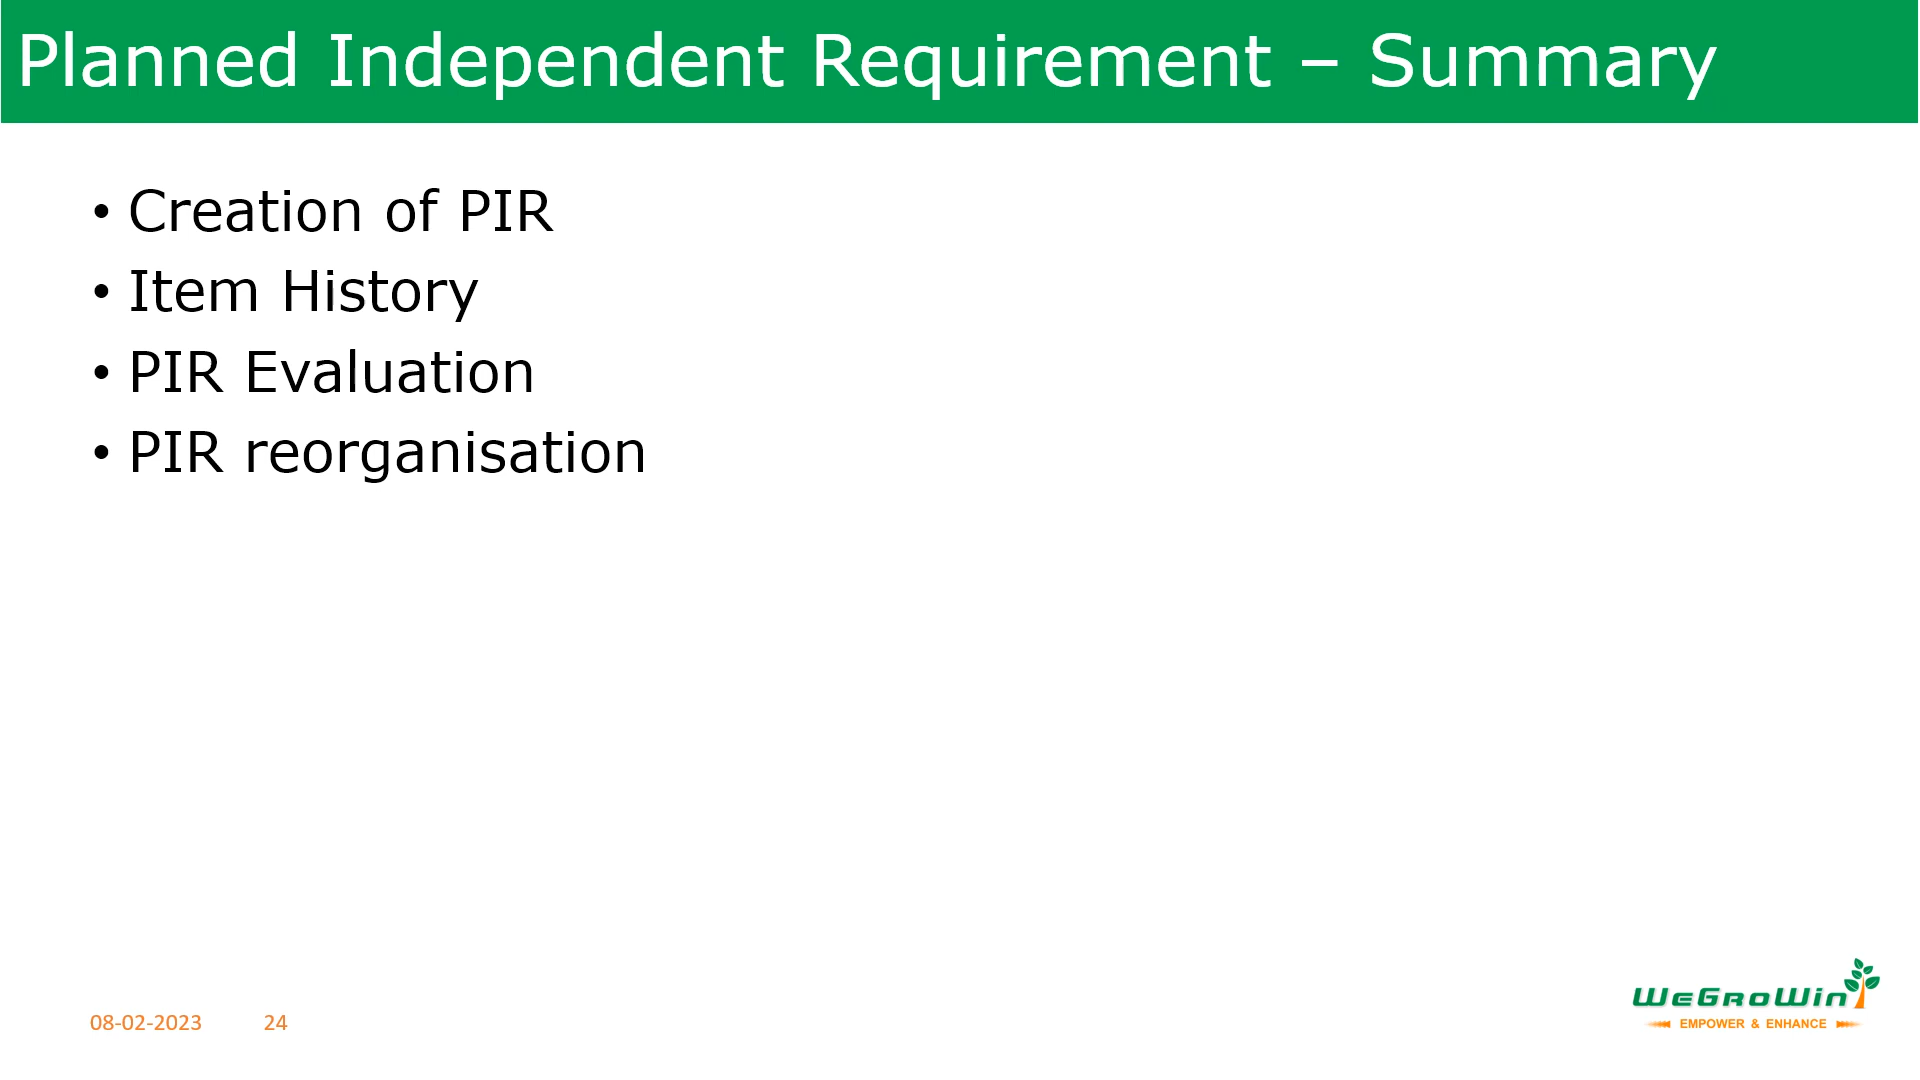 Planned Independent Requirement – Summary
• Creation of PIR
• Item History
• PIR Evaluation
• PIR reorganisation
08-02-2023 24
WeGroWin
EMPOWER & ENHANCE